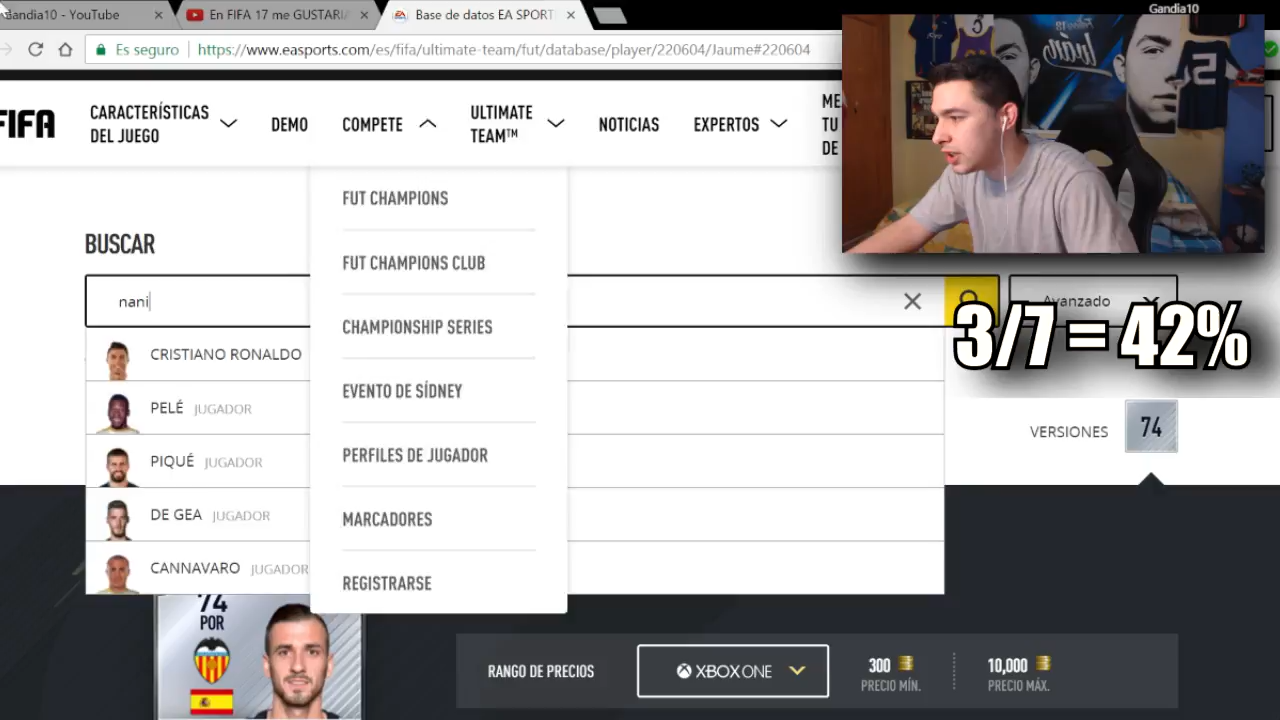 Gandia10 - YouTube
En FIFA 17 me GUSTARIA
Base de datos EA SPORT
Gandia10
Es seguro
https://www.easports.com/es/fifa/ultimate-team/fut/database/player/220604/Jaume#220604
FIFA
CARACTERÍSTICAS
DEL JUEGO
DEMO
COMPETE
ULTIMATE
TEAM™
NOTICIAS
EXPERTOS
ME
TU
DE
FUT CHAMPIONS
FUT CHAMPIONS CLUB
CHAMPIONSHIP SERIES
EVENTO DE SÍDNEY
PERFILES DE JUGADOR
MARCADORES
REGISTRARSE
BUSCAR
nani
Avanzado
3/7 = 42%
CRISTIANO RONALDO
PELÉ JUGADOR
PIQUÉ JUGADOR
DE GEA JUGADOR
CANNAVARO JUGADOR
VERSIONES 74
74
POR
RANGO DE PRECIOS
XBOX ONE
300
PRECIO MÍN.
10,000
PRECIO MÁX.